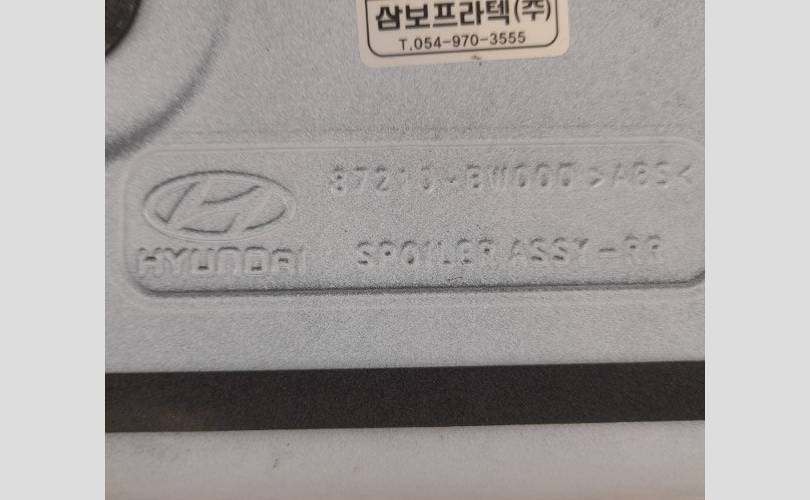 삼보프라텍(주)
T.054-970-3555
87210-BW000 >ABS<
HYUNDAI
SPOILER ASSY-RR